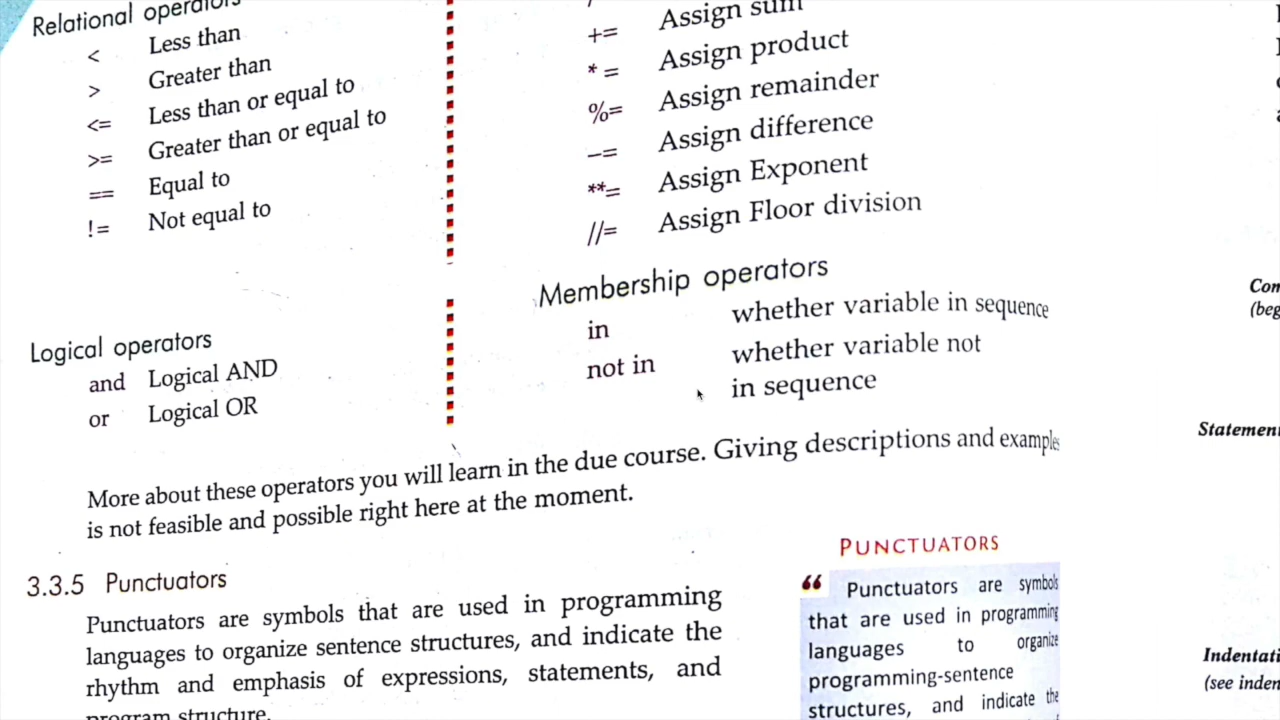 Relational operators
< Less than
> Greater than
<= Less than or equal to
>= Greater than or equal to
== Equal to
!= Not equal to
Logical operators
and Logical AND
or Logical OR
+= Assign sum
*= Assign product
%= Assign remainder
–= Assign difference
**= Assign Exponent
//= Assign Floor division
Membership operators
in whether variable in sequence
not in whether variable not
in sequence
More about these operators you will learn in the due course. Giving descriptions and examples
is not feasible and possible right here at the moment.
3.3.5 Punctuators
Punctuators are symbols that are used in programming
languages to organize sentence structures, and indicate the
rhythm and emphasis of expressions, statements, and
program structure.
PUNCTUATORS
“ Punctuators are symbols
that are used in programming
languages to organize
programming-sentence
structures, and indicate the
(beg
Statement
(see inden